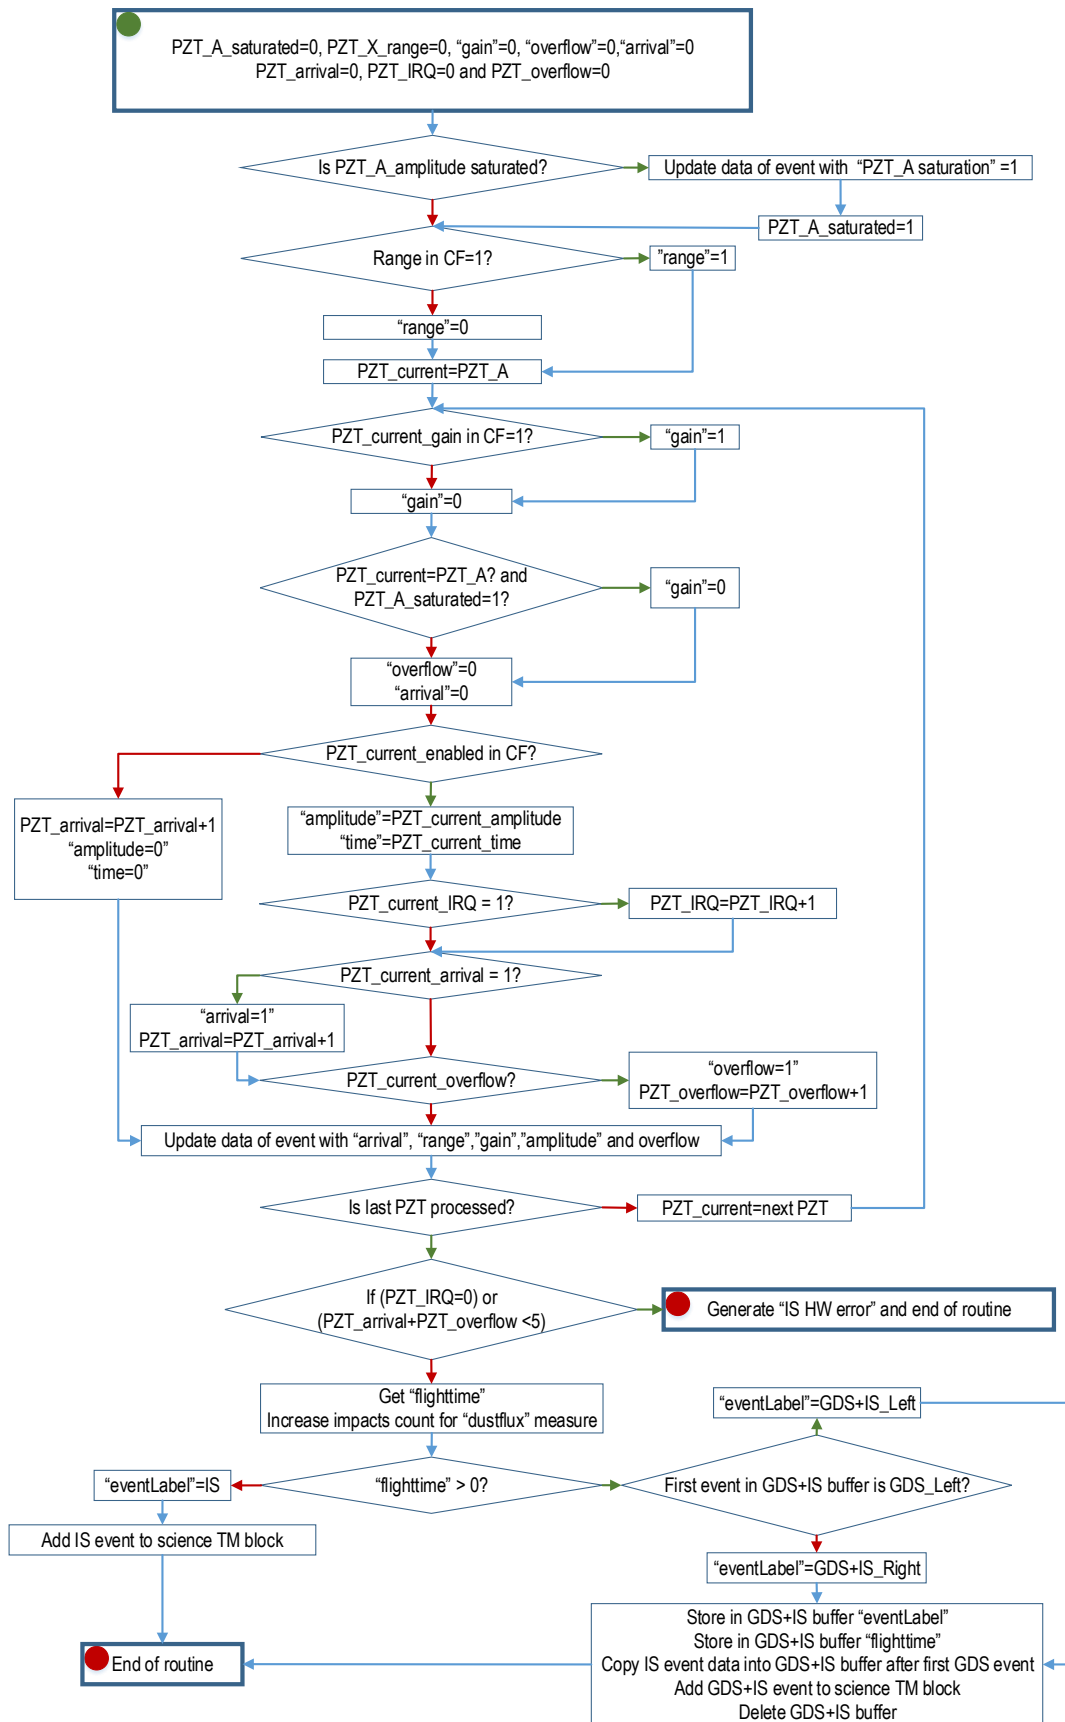 PZT_A_saturated=0, PZT_X_range=0, “gain”=0, “overflow”=0,“arrival”=0
PZT_arrival=0, PZT_IRQ=0 and PZT_overflow=0
Is PZT_A_amplitude saturated?
Update data of event with “PZT_A saturation” =1
PZT_A_saturated=1
Range in CF=1?
”range”=1
“range”=0
PZT_current=PZT_A
PZT_current_gain in CF=1?
“gain”=1
“gain”=0
PZT_current=PZT_A? and
PZT_A_saturated=1?
“gain”=0
“overflow”=0
“arrival”=0
PZT_current_enabled in CF?
PZT_arrival=PZT_arrival+1
“amplitude=0”
“time=0”
“amplitude”=PZT_current_amplitude
“time”=PZT_current_time
PZT_current_IRQ = 1?
PZT_IRQ=PZT_IRQ+1
PZT_current_arrival = 1?
“arrival=1”
PZT_arrival=PZT_arrival+1
PZT_current_overflow?
“overflow=1”
PZT_overflow=PZT_overflow+1
Update data of event with “arrival”, “range”,”gain”,”amplitude” and overflow
Is last PZT processed?
PZT_current=next PZT
If (PZT_IRQ=0) or
(PZT_arrival+PZT_overflow <5)
Generate “IS HW error” and end of routine
Get “flighttime”
Increase impacts count for “dustflux” measure
“eventLabel”=GDS+IS_Left
“flighttime” > 0?
First event in GDS+IS buffer is GDS_Left?
“eventLabel”=IS
Add IS event to science TM block
“eventLabel”=GDS+IS_Right
Store in GDS+IS buffer “eventLabel”
Store in GDS+IS buffer “flighttime”
Copy IS event data into GDS+IS buffer after first GDS event
Add GDS+IS event to science TM block
Delete GDS+IS buffer
End of routine